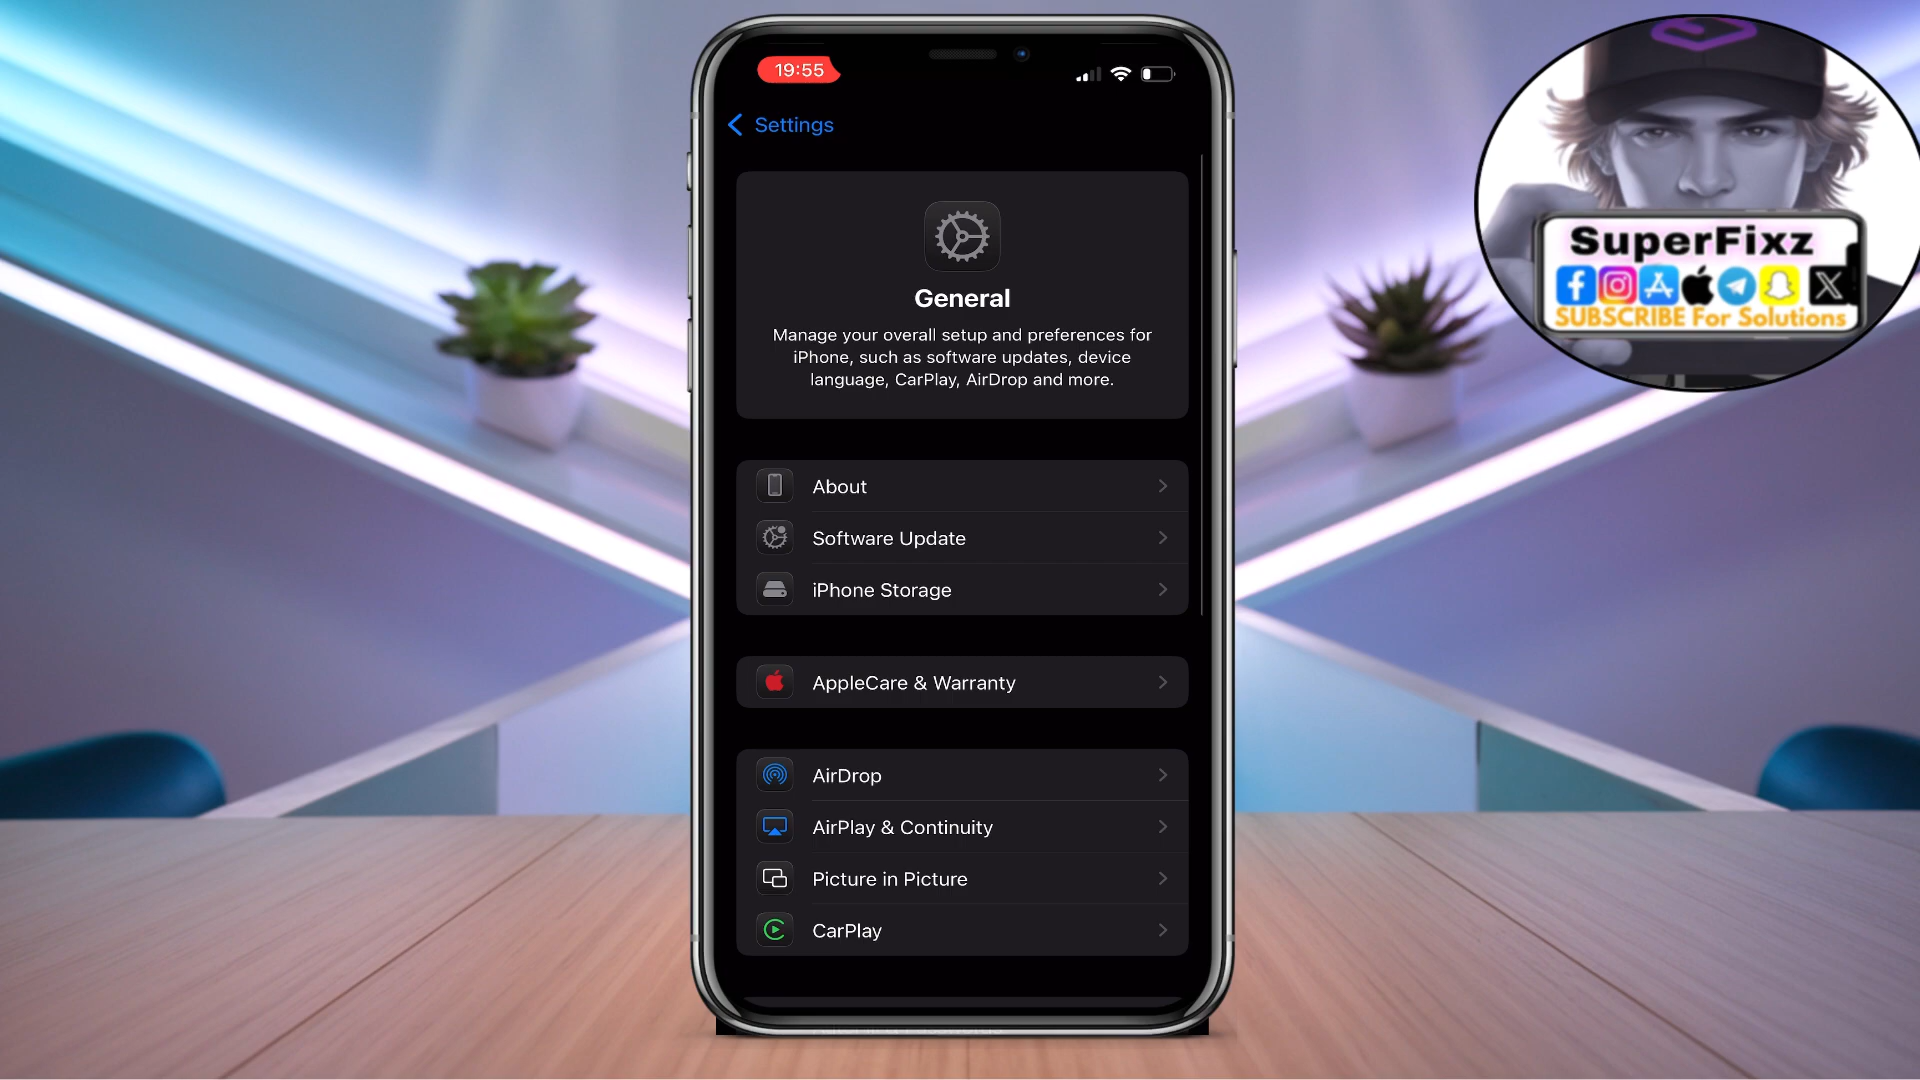 19:55
Settings
General
Manage your overall setup and preferences for
iPhone, such as software updates, device
language, CarPlay, AirDrop and more.
About
Software Update
iPhone Storage
AppleCare & Warranty
AirDrop
AirPlay & Continuity
Picture in Picture
CarPlay
SuperFixz
SUBSCRIBE For Solutions